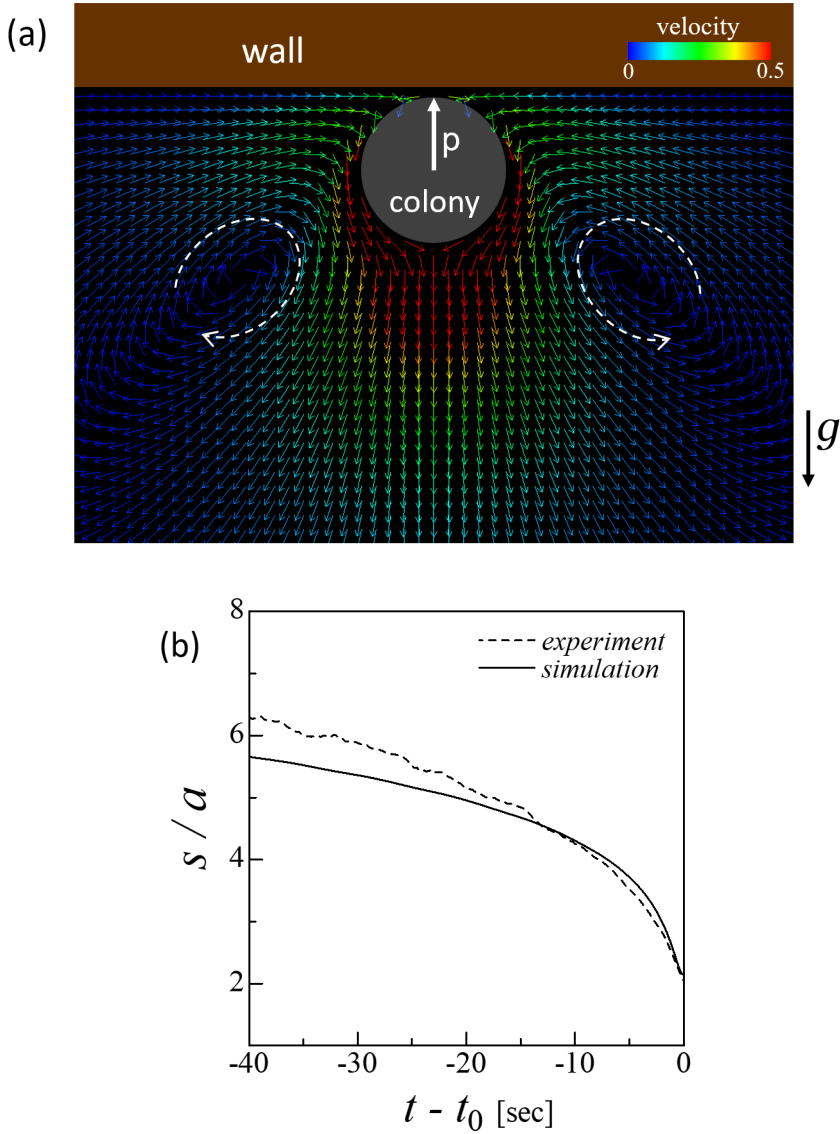 (a)
wall
velocity
0 0.5
p
colony
g
(b)
8
6
4
2
experiment
simulation
s / a
-40 -30 -20 -10 0
t - t₀ [sec]